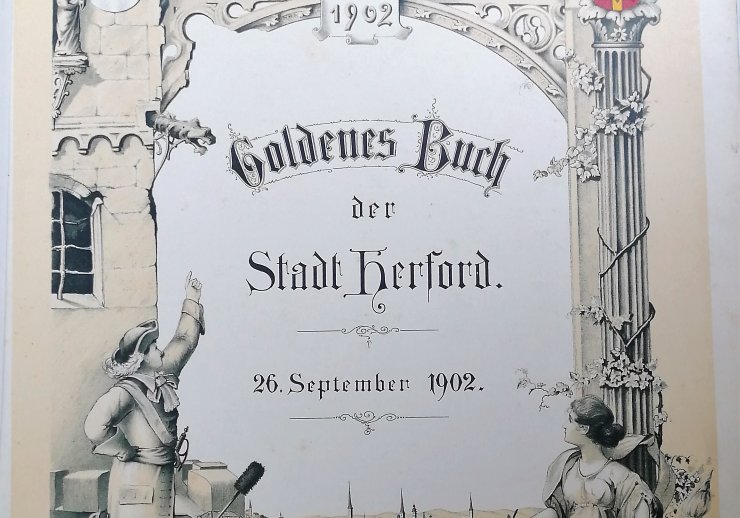 1902
Goldenes Buch
der
Stadt Herford.
26. September 1902.